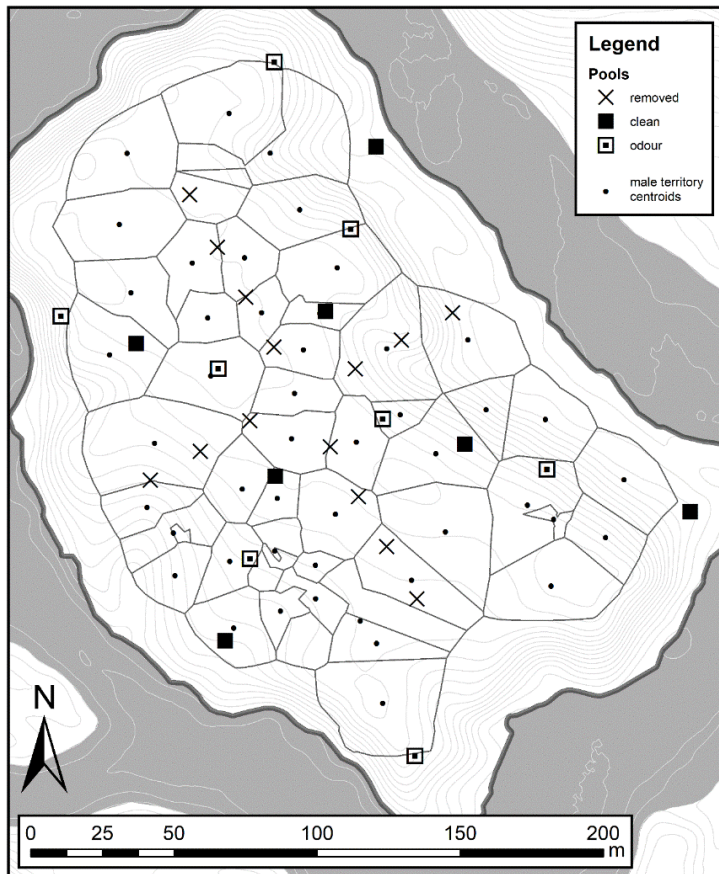 Legend
Pools
removed
clean
odour
male territory
centroids
N
0 25 50 100 150 200
m